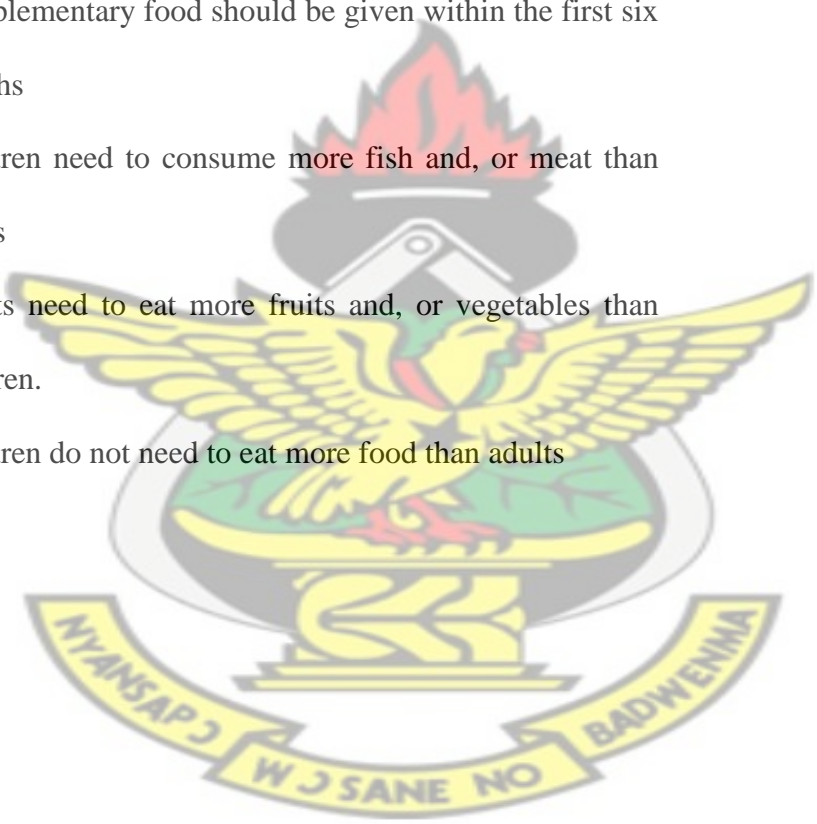 plementary food should be given within the first six
hs
ren need to consume more fish and, or meat than
s
ts need to eat more fruits and, or vegetables than
ren.
ren do not need to eat more food than adults
NYANSAPƆ
WƆ SANE NO
BADWENMA